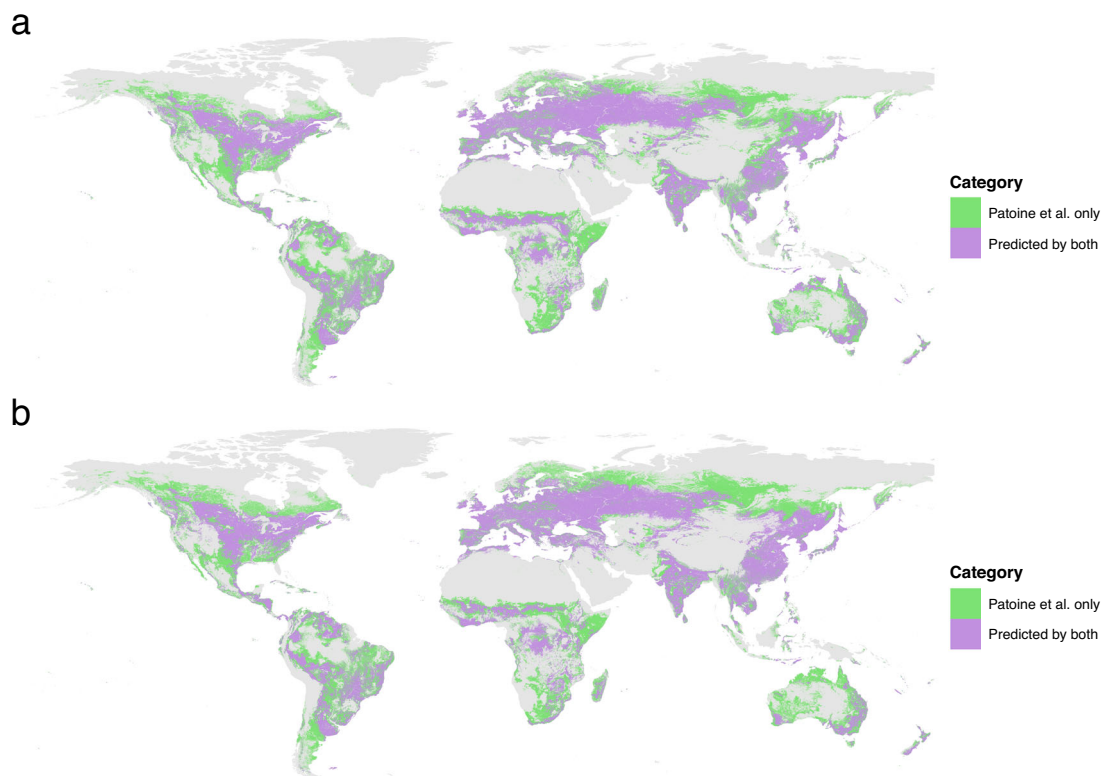 a
Category
Patoine et al. only
Predicted by both
b
Category
Patoine et al. only
Predicted by both